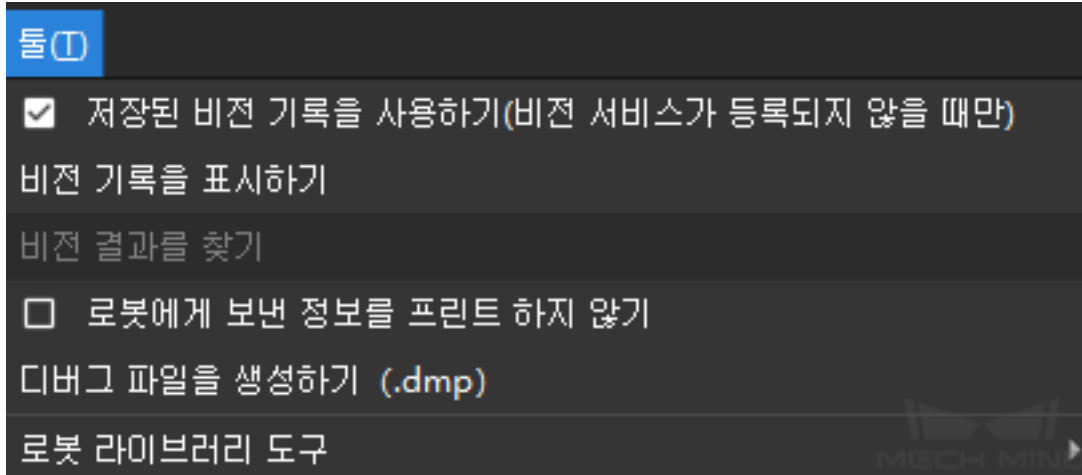 툴(T)
저장된 비전 기록을 사용하기(비전 서비스가 등록되지 않을 때만)
비전 기록을 표시하기
비전 결과를 찾기
로봇에게 보낸 정보를 프린트 하지 않기
디버그 파일을 생성하기 (.dmp)
로봇 라이브러리 도구
MECH MIND